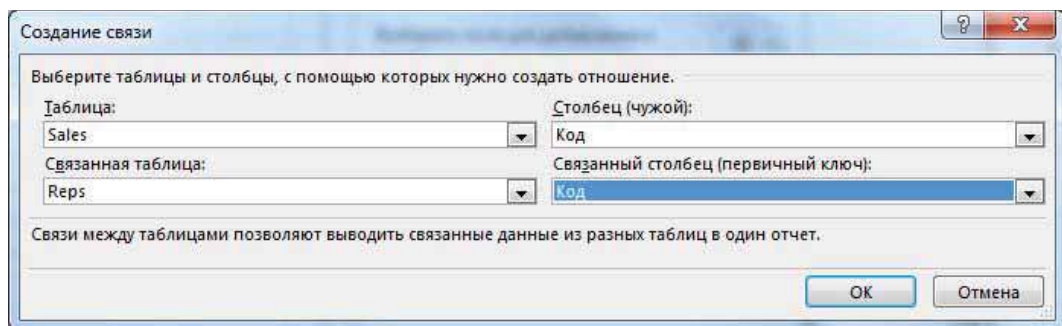 Создание связи
Выберите таблицы и столбцы, с помощью которых нужно создать отношение.
Таблица: Столбец (чужой):
Sales Код
Связанная таблица: Связанный столбец (первичный ключ):
Reps Код
Связи между таблицами позволяют выводить связанные данные из разных таблиц в один отчет.
ОК Отмена